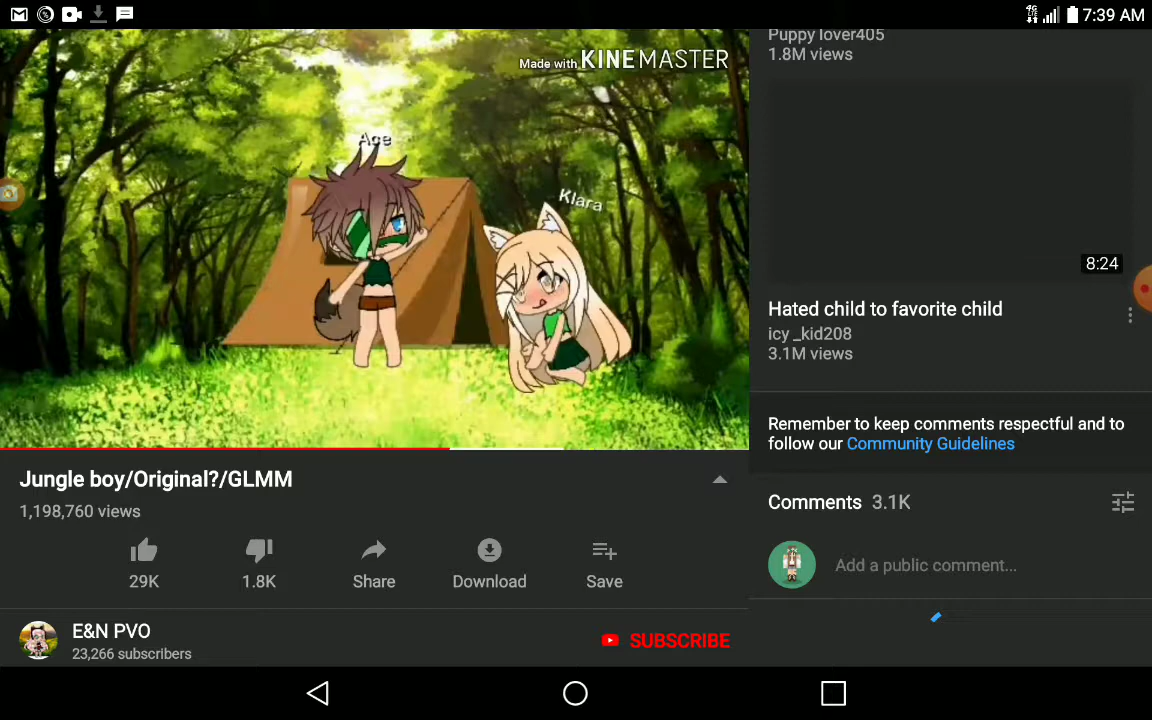 4G
LTE
7:39 AM
Made with KINEMASTER
Ace
Klara
Jungle boy/Original?/GLMM
1,198,760 views
29K
1.8K
Share
Download
Save
E&N PVO
23,266 subscribers
SUBSCRIBE
Puppy lover405
1.8M views
8:24
Hated child to favorite child
icy _kid208
3.1M views
Remember to keep comments respectful and to
follow our Community Guidelines
Comments 3.1K
Add a public comment...